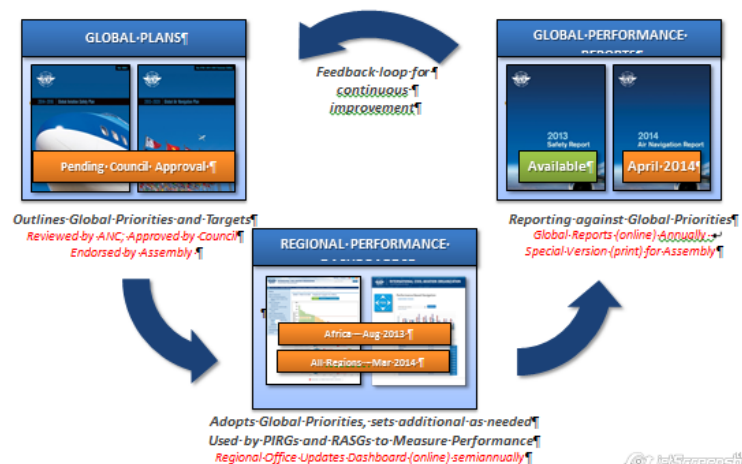 GLOBAL·PLANS¶
Pending·Council·Approval·¶
Outlines·Global·Priorities·and·Targets¶
Reviewed·by·ANC;·Approved·by·Council¶
Endorsed·by·Assembly·¶
Feedback·loop·for·¶
continuous·¶
improvement¶
GLOBAL·PERFORMANCE·
REPORTS¶
2013
Safety Report
Available¶
2014
Air Navigation Report
April·2014¶
Reporting·against·Global·Priorities¶
Global·Reports·(online)·Annually·
Special·Version·(print)·for·Assembly¶
REGIONAL·PERFORMANCE·
Africa·–·Aug·2013·¶
All·Regions·–·Mar·2014·¶
Adopts·Global·Priorities,·sets·additional·as·needed¶
Used·by·PIRGs·and·RASGs·to·Measure·Performance¶
Regional·Office·Updates·Dashboard·(online)·semiannually